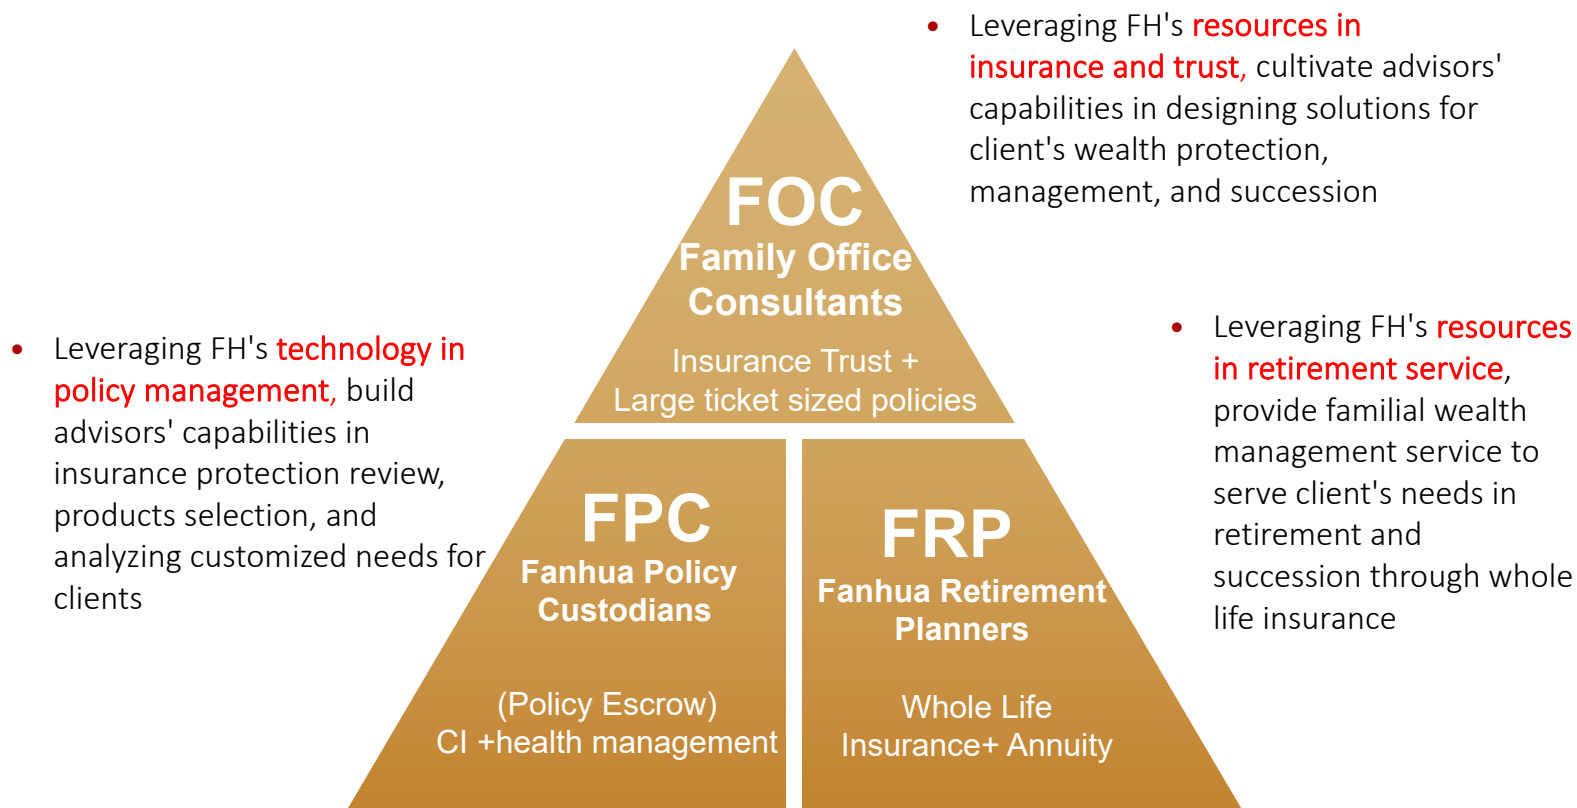 • Leveraging FH's resources in
insurance and trust, cultivate advisors'
capabilities in designing solutions for
client's wealth protection,
management, and succession
FOC
Family Office
Consultants
Insurance Trust +
Large ticket sized policies
• Leveraging FH's technology in
policy management, build
advisors' capabilities in
insurance protection review,
products selection, and
analyzing customized needs for
clients
• Leveraging FH's resources
in retirement service,
provide familial wealth
management service to
serve client's needs in
retirement and
succession through whole
life insurance
FPC
Fanhua Policy
Custodians
(Policy Escrow)
CI +health management
FRP
Fanhua Retirement
Planners
Whole Life
Insurance+ Annuity